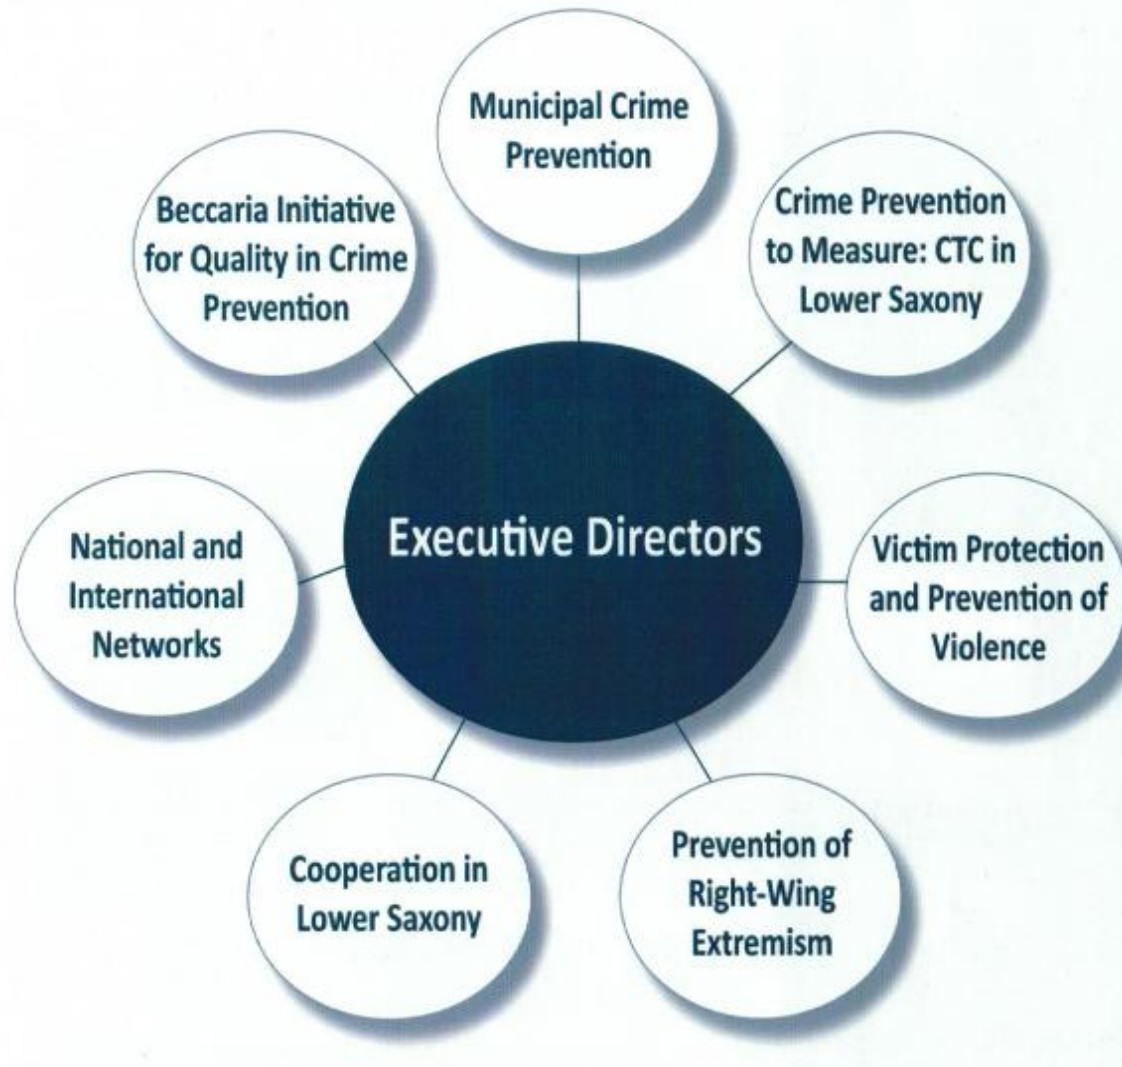 Municipal Crime
Prevention
Crime Prevention
to Measure: CTC in
Lower Saxony
Victim Protection
and Prevention of
Violence
Prevention of
Right-Wing
Extremism
Cooperation in
Lower Saxony
National and
International
Networks
Beccaria Initiative
for Quality in Crime
Prevention
Executive Directors